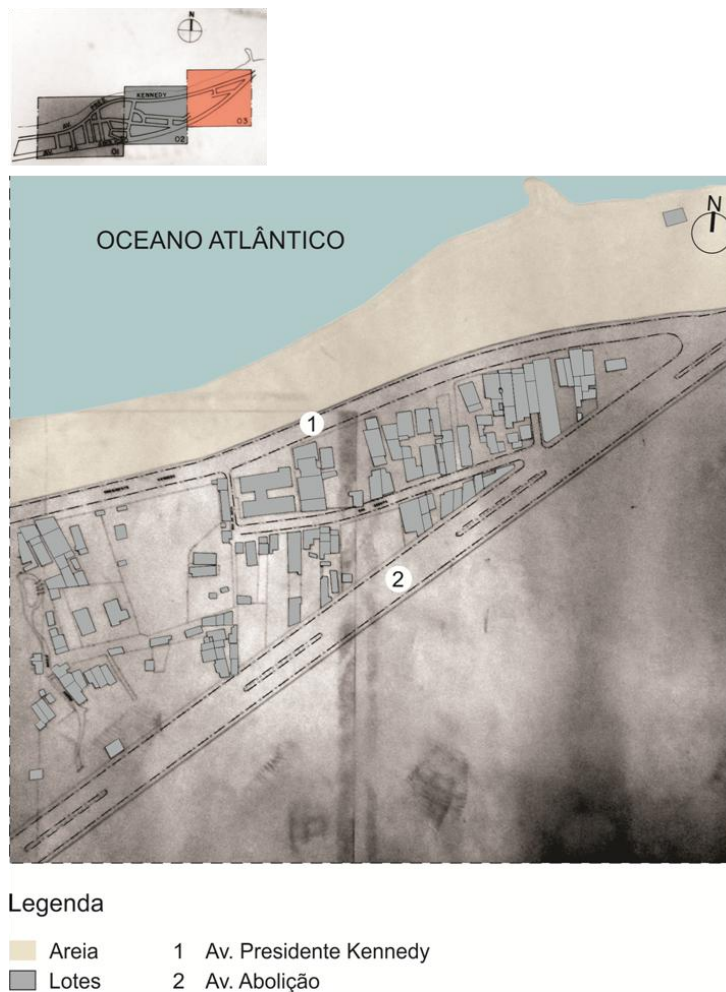 N
KENNEDY
01
02
03
OCEANO ATLÂNTICO
N
1
2
Legenda
Areia
1 Av. Presidente Kennedy
Lotes
2 Av. Abolição